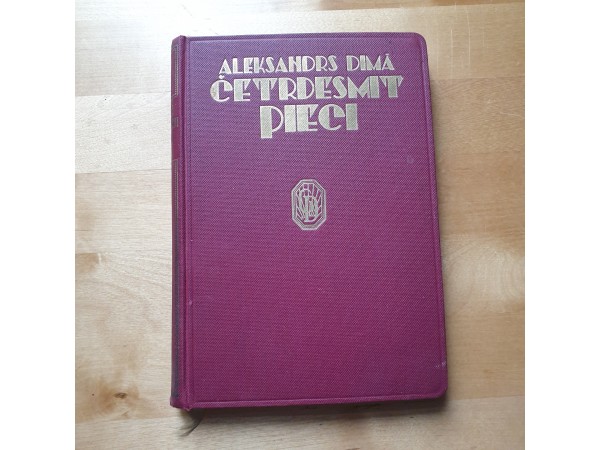 ALEKSANDRS DIMĀ
ČETRDESMIT
PIECI